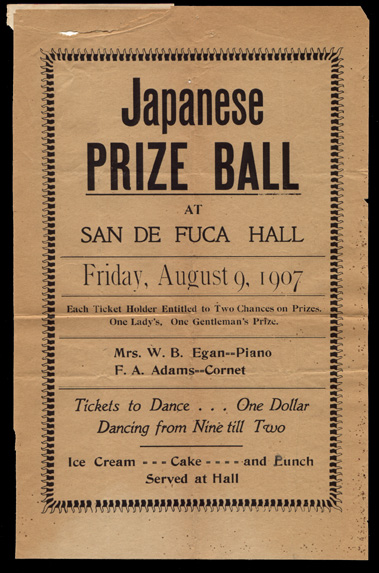 Japanese
PRIZE BALL
AT
SAN DE FUCA HALL
Friday, August 9, 1907
Each Ticket Holder Entitled to Two Chances on Prizes.
One Lady's, One Gentleman's Prize.
Mrs. W. B. Egan--Piano
F. A. Adams--Cornet
Tickets to Dance . . . One Dollar
Dancing from Nine till Two
Ice Cream --- Cake ---- and Lunch
Served at Hall